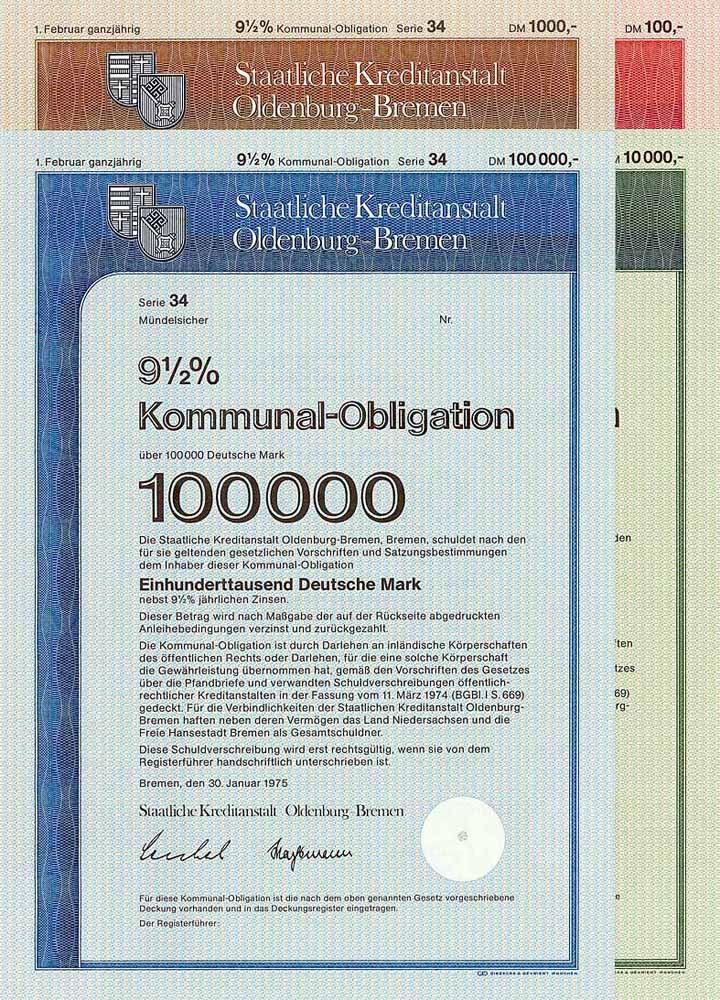 1. Februar ganzjährig 9½% Kommunal-Obligation Serie 34 DM 1000,-
DM 100,-
Staatliche Kreditanstalt
Oldenburg-Bremen
1. Februar ganzjährig 9½% Kommunal-Obligation Serie 34 DM 100000,-
10000,-
Staatliche Kreditanstalt
Oldenburg-Bremen
Serie 34
Mündelsicher Nr.
9½%
Kommunal-Obligation
über 100000 Deutsche Mark
100000
Die Staatliche Kreditanstalt Oldenburg-Bremen, Bremen, schuldet nach den
für sie geltenden gesetzlichen Vorschriften und Satzungsbestimmungen
dem Inhaber dieser Kommunal-Obligation
Einhunderttausend Deutsche Mark
nebst 9½% jährlichen Zinsen.
Dieser Betrag wird nach Maßgabe der auf der Rückseite abgedruckten
Anleihebedingungen verzinst und zurückgezahlt.
Die Kommunal-Obligation ist durch Darlehen an inländische Körperschaften
des öffentlichen Rechts oder Darlehen, für die eine solche Körperschaft
die Gewährleistung übernommen hat, gemäß den Vorschriften des Gesetzes
über die Pfandbriefe und verwandten Schuldverschreibungen öffentlich-
rechtlicher Kreditanstalten in der Fassung vom 11. März 1974 (BGBl. I S. 669)
gedeckt. Für die Verbindlichkeiten der Staatlichen Kreditanstalt Oldenburg-
Bremen haften neben deren Vermögen das Land Niedersachsen und die
Freie Hansestadt Bremen als Gesamtschuldner.
Diese Schuldverschreibung wird erst rechtsgültig, wenn sie von dem
Registerführer handschriftlich unterschrieben ist.
Bremen, den 30. Januar 1975
Staatliche Kreditanstalt Oldenburg-Bremen
Für diese Kommunal-Obligation ist die nach dem oben genannten Gesetz vorgeschriebene
Deckung vorhanden und in das Deckungsregister eingetragen.
Der Registerführer:
GIESECKE & DEVRIENT MÜNCHEN